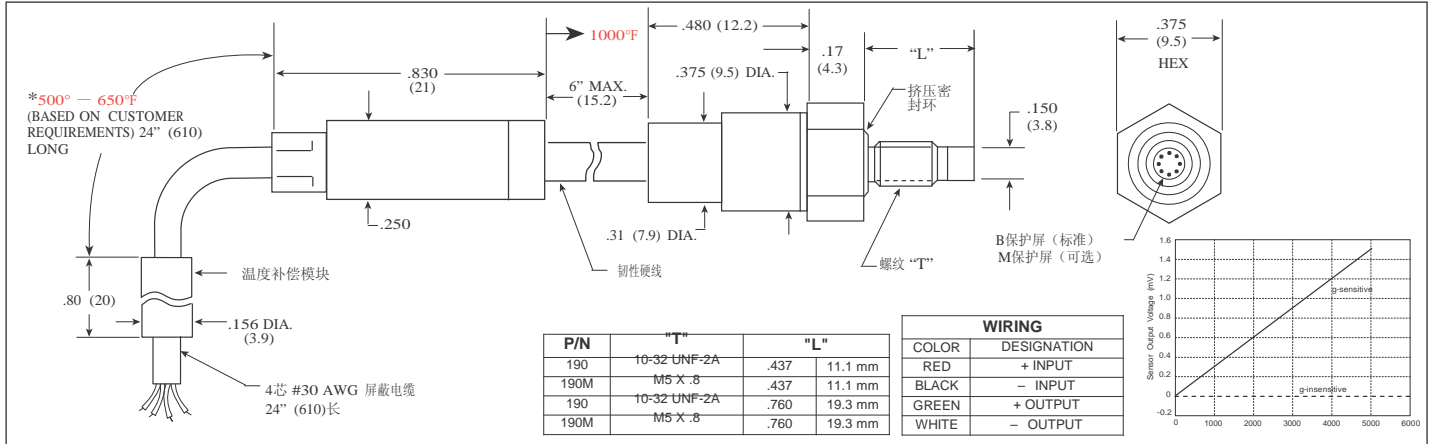 .480 (12.2)
1000°F
.17
(4.3)
"L"
.375
(9.5)
HEX
.830
(21)
6" MAX.
(15.2)
.375 (9.5) DIA.
挤压密
封环
.150
(3.8)
*500° － 650°F
(BASED ON CUSTOMER
REQUIREMENTS) 24" (610)
LONG
.250
.31 (7.9) DIA.
韧性硬线
螺纹 "T"
B保护屏（标准）
M保护屏（可选）
温度补偿模块
.80 (20)
.156 DIA.
(3.9)
4芯 #30 AWG 屏蔽电缆
24" (610)长
P/N "T" "L"
190 10-32 UNF-2A .437 11.1 mm
190M M5 X .8 .437 11.1 mm
190 10-32 UNF-2A .760 19.3 mm
190M M5 X .8 .760 19.3 mm
WIRING
COLOR DESIGNATION
RED + INPUT
BLACK – INPUT
GREEN + OUTPUT
WHITE – OUTPUT
Sensor Output Voltage (mV)
1.6
1.4
1.2
1.0
0.8
0.6
0.4
0.2
0
-0.2
g-sensitive
g-insensitive
0 1000 2000 3000 4000 5000 6000